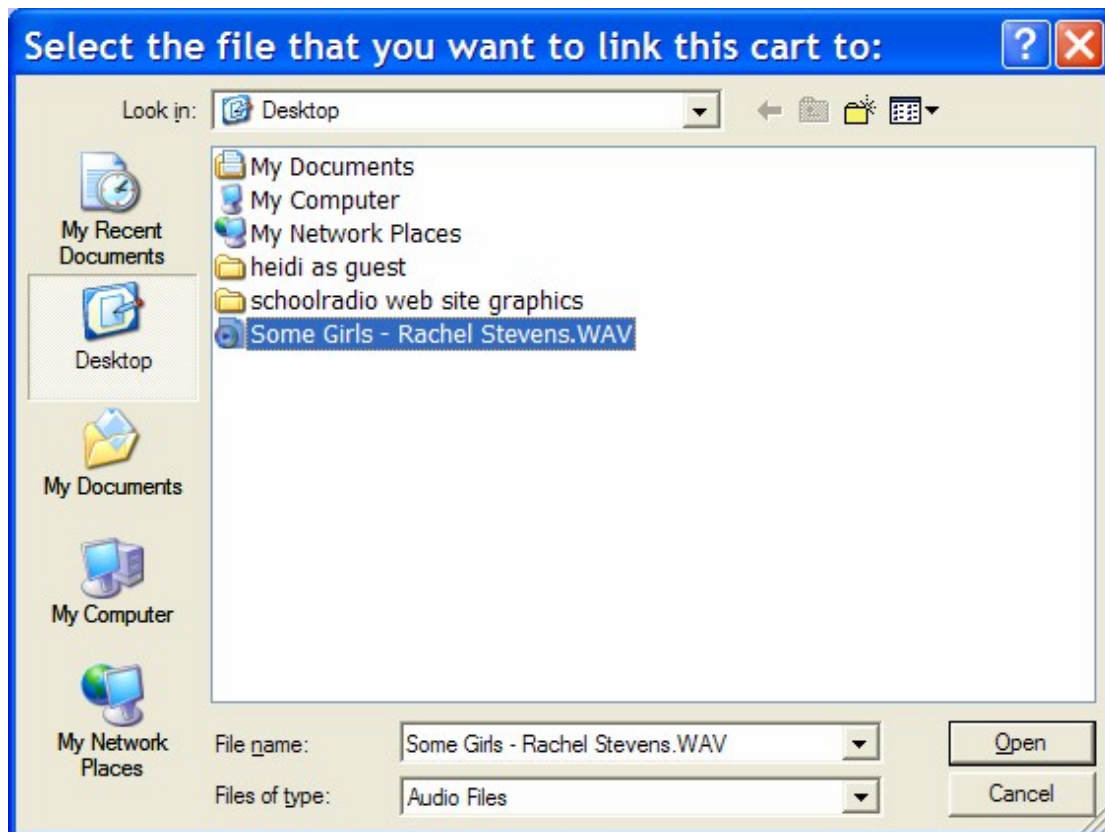 Select the file that you want to link this cart to:
Look in:
Desktop
My Documents
My Computer
My Network Places
heidi as guest
schoolradio web site graphics
Some Girls - Rachel Stevens.WAV
My Recent
Documents
Desktop
My Documents
My Computer
My Network
Places
File name:
Some Girls - Rachel Stevens.WAV
Open
Files of type:
Audio Files
Cancel